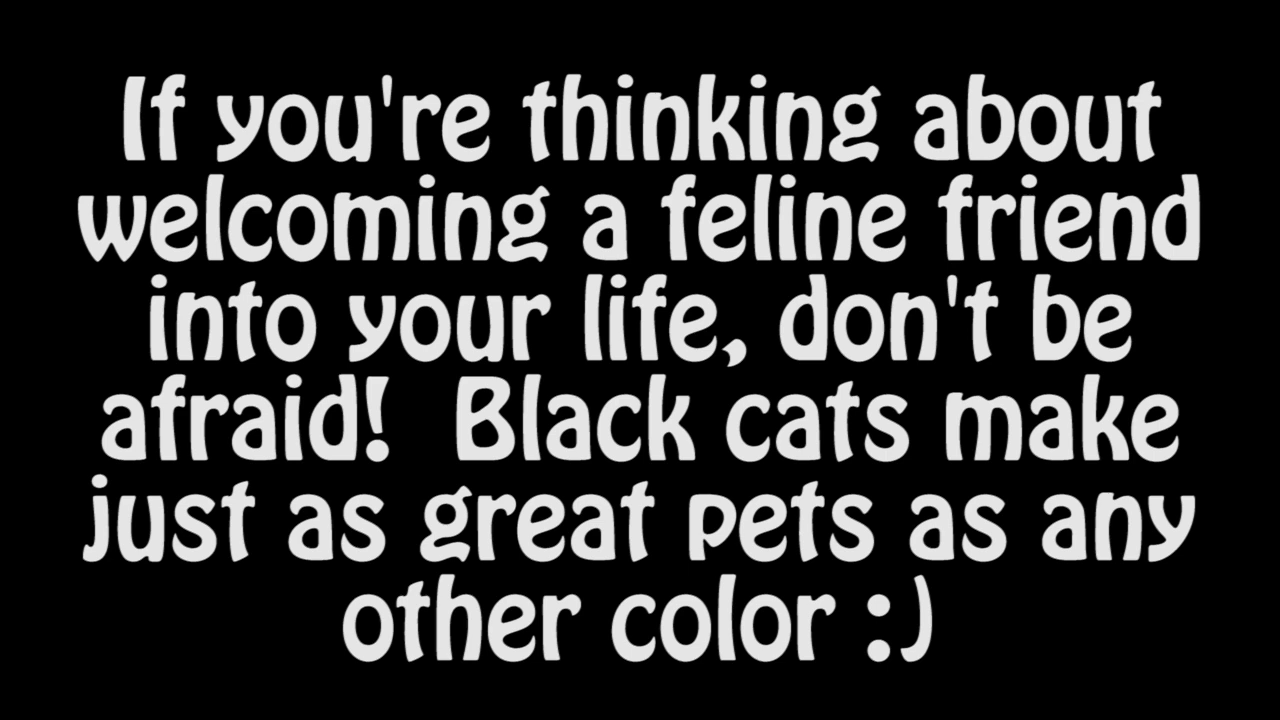 If you're thinking about
welcoming a feline friend
into your life, don't be
afraid!  Black cats make
just as great pets as any
other color :)